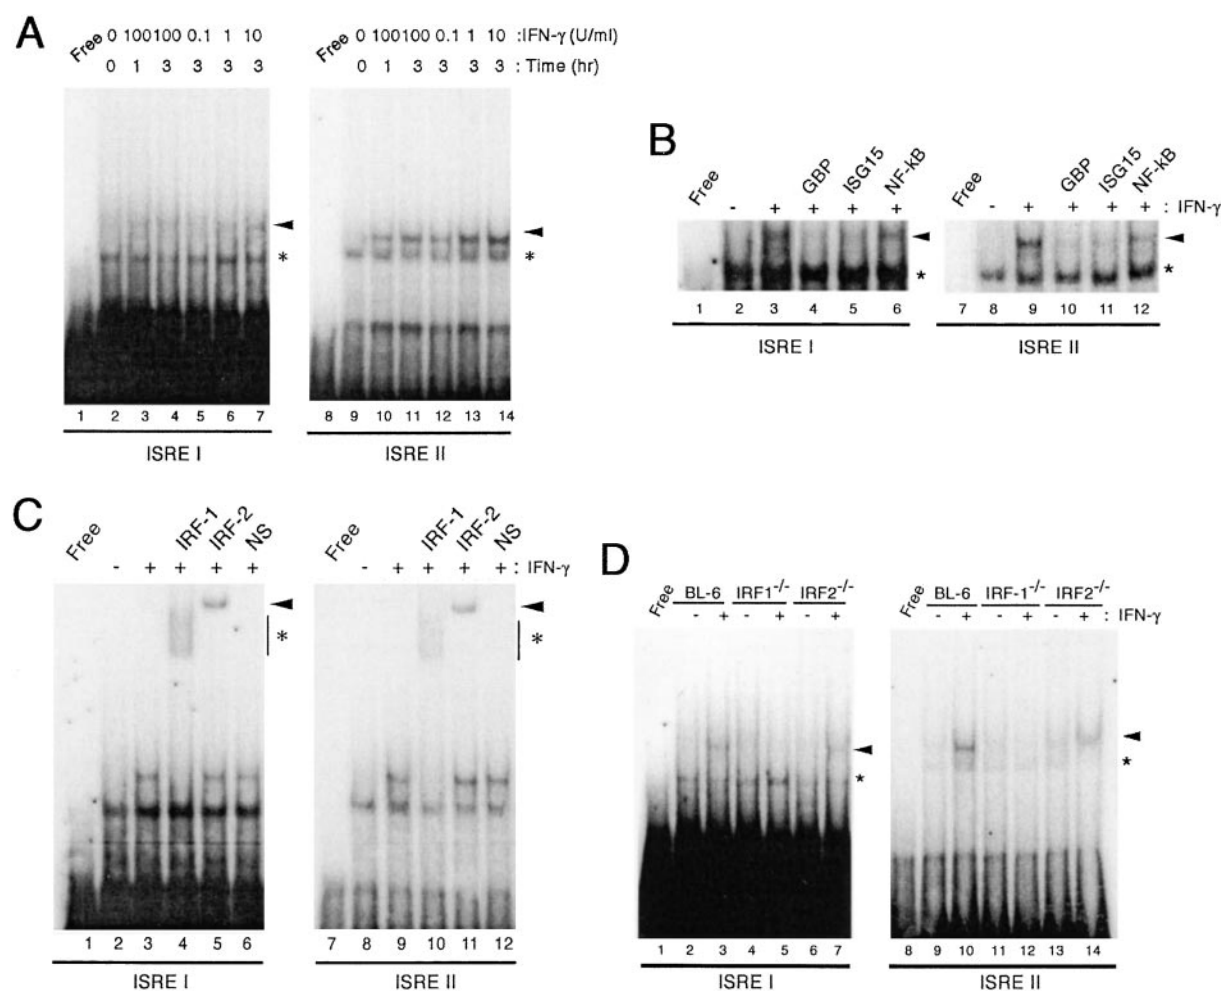 A
Free 0 100 100 0.1 1 10 Free 0 100 100 0.1 1 10 :IFN-γ (U/ml)
0 1 3 3 3 3 0 1 3 3 3 3 : Time (hr)
* *
1 2 3 4 5 6 7 8 9 10 11 12 13 14
ISRE I ISRE II
B
Free GBP ISG15 NF-kB Free GBP ISG15 NF-kB
- + + + + - + + + + : IFN-γ
* *
1 2 3 4 5 6 7 8 9 10 11 12
ISRE I ISRE II
C
Free IRF-1 IRF-2 NS Free IRF-1 IRF-2 NS
- + + + + - + + + + : IFN-γ
* *
1 2 3 4 5 6 7 8 9 10 11 12
ISRE I ISRE II
D
Free BL-6 IRF1-/- IRF2-/- Free BL-6 IRF-1-/- IRF2-/-
- + - + - + - + - + - + : IFN-γ
* *
1 2 3 4 5 6 7 8 9 10 11 12 13 14
ISRE I ISRE II